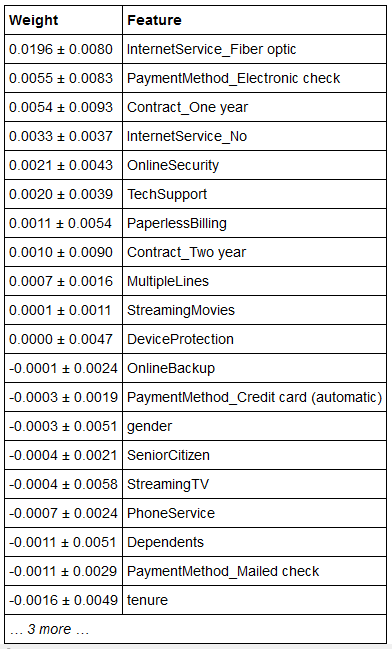 Weight Feature
0.0196 ± 0.0080 InternetService_Fiber optic
0.0055 ± 0.0083 PaymentMethod_Electronic check
0.0054 ± 0.0093 Contract_One year
0.0033 ± 0.0037 InternetService_No
0.0021 ± 0.0043 OnlineSecurity
0.0020 ± 0.0039 TechSupport
0.0011 ± 0.0054 PaperlessBilling
0.0010 ± 0.0090 Contract_Two year
0.0007 ± 0.0016 MultipleLines
0.0001 ± 0.0011 StreamingMovies
0.0000 ± 0.0047 DeviceProtection
-0.0001 ± 0.0024 OnlineBackup
-0.0003 ± 0.0019 PaymentMethod_Credit card (automatic)
-0.0003 ± 0.0051 gender
-0.0004 ± 0.0021 SeniorCitizen
-0.0004 ± 0.0058 StreamingTV
-0.0007 ± 0.0024 PhoneService
-0.0011 ± 0.0051 Dependents
-0.0011 ± 0.0029 PaymentMethod_Mailed check
-0.0016 ± 0.0049 tenure
… 3 more …